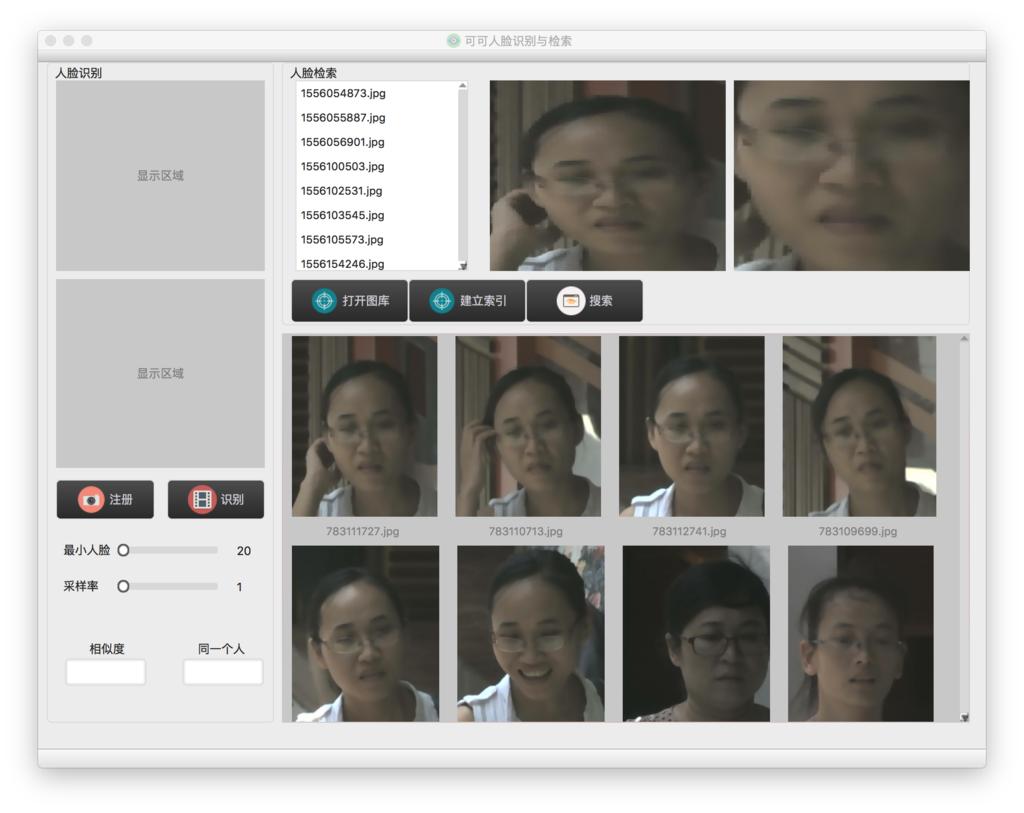 可可人脸识别与检索
人脸识别
显示区域
显示区域
注册
识别
最小人脸 20
采样率 1
相似度 同一个人
人脸检索
1556054873.jpg
1556055887.jpg
1556056901.jpg
1556100503.jpg
1556102531.jpg
1556103545.jpg
1556105573.jpg
1556154246.jpg
打开图库
建立索引
搜索
783111727.jpg 783110713.jpg 783112741.jpg 783109699.jpg